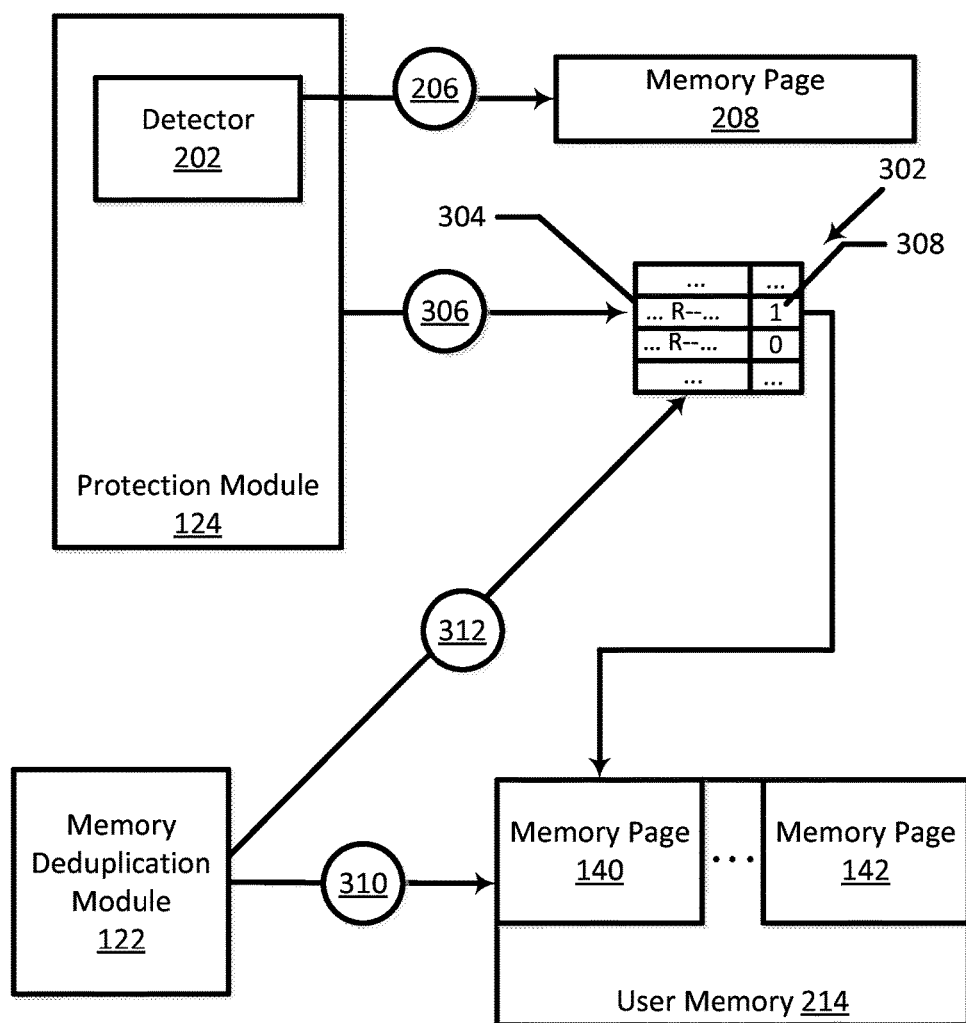 206
Memory Page
208
Detector
202
302
304
308
... ...
... R--... 1
... R--... 0
... ...
306
Protection Module
124
312
Memory
Deduplication
Module
122
310
Memory Page
140
...
Memory Page
142
User Memory 214